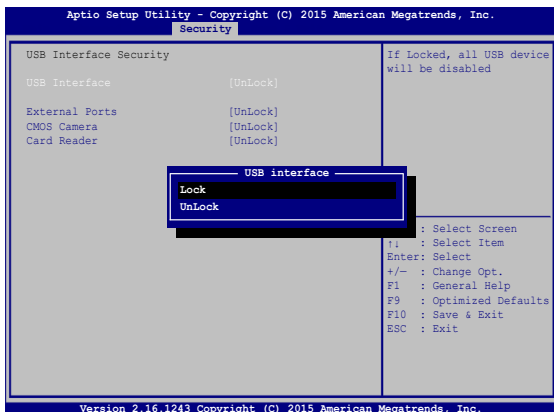 Aptio Setup Utility - Copyright (C) 2015 American Megatrends, Inc.
Security
USB Interface Security
USB Interface [UnLock]
External Ports [UnLock]
CMOS Camera [UnLock]
Card Reader [UnLock]
USB interface
Lock
UnLock
If Locked, all USB device
will be disabled
: Select Screen
↑↓ : Select Item
Enter: Select
+/— : Change Opt.
F1 : General Help
F9 : Optimized Defaults
F10 : Save & Exit
ESC : Exit
Version 2.16.1243 Copyright (C) 2015 American Megatrends, Inc.